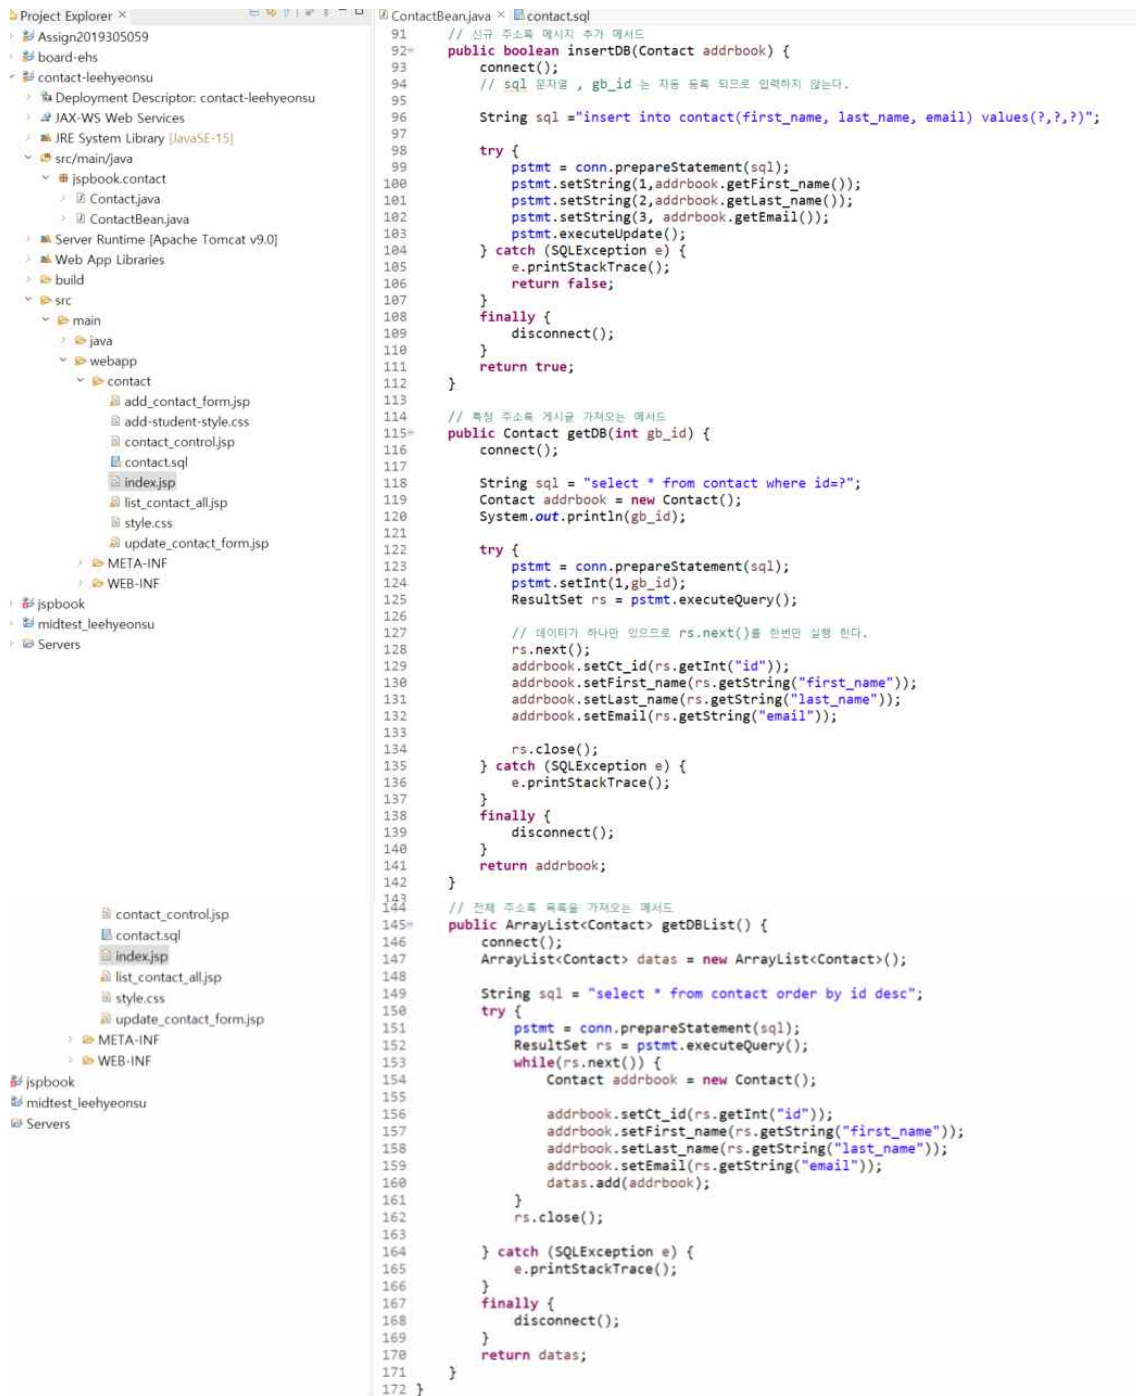 Project Explorer ×
Assign2019305059
board-ehs
contact-leehyeonsu
Deployment Descriptor: contact-leehyeonsu
JAX-WS Web Services
JRE System Library [JavaSE-15]
src/main/java
jspbook.contact
Contact.java
ContactBean.java
Server Runtime [Apache Tomcat v9.0]
Web App Libraries
build
src
main
java
webapp
contact
add_contact_form.jsp
add-student-style.css
contact_control.jsp
contact.sql
index.jsp
list_contact_all.jsp
style.css
update_contact_form.jsp
META-INF
WEB-INF
jspbook
midtest_leehyeonsu
Servers
contact_control.jsp
contact.sql
index.jsp
list_contact_all.jsp
style.css
update_contact_form.jsp
META-INF
WEB-INF
jspbook
midtest_leehyeonsu
Servers
ContactBean.java × contact.sql
91 // 신규 주소록 메시지 추가 메서드
92 public boolean insertDB(Contact addrbook) {
93 connect();
94 // sql 문자열 , gb_id 는 자동 등록 되므로 입력하지 않는다.
95
96 String sql ="insert into contact(first_name, last_name, email) values(?,?,?)";
97
98 try {
99 pstmt = conn.prepareStatement(sql);
100 pstmt.setString(1,addrbook.getFirst_name());
101 pstmt.setString(2,addrbook.getLast_name());
102 pstmt.setString(3, addrbook.getEmail());
103 pstmt.executeUpdate();
104 } catch (SQLException e) {
105 e.printStackTrace();
106 return false;
107 }
108 finally {
109 disconnect();
110 }
111 return true;
112 }
113
114 // 특정 주소록 게시글 가져오는 메서드
115 public Contact getDB(int gb_id) {
116 connect();
117
118 String sql = "select * from contact where id=?";
119 Contact addrbook = new Contact();
120 System.out.println(gb_id);
121
122 try {
123 pstmt = conn.prepareStatement(sql);
124 pstmt.setInt(1,gb_id);
125 ResultSet rs = pstmt.executeQuery();
126
127 // 데이터가 하나만 있으므로 rs.next()를 한번만 실행 한다.
128 rs.next();
129 addrbook.setCt_id(rs.getInt("id"));
130 addrbook.setFirst_name(rs.getString("first_name"));
131 addrbook.setLast_name(rs.getString("last_name"));
132 addrbook.setEmail(rs.getString("email"));
133
134 rs.close();
135 } catch (SQLException e) {
136 e.printStackTrace();
137 }
138 finally {
139 disconnect();
140 }
141 return addrbook;
142 }
143
144 // 전체 주소록 목록을 가져오는 메서드
145 public ArrayList<Contact> getDBList() {
146 connect();
147 ArrayList<Contact> datas = new ArrayList<Contact>();
148
149 String sql = "select * from contact order by id desc";
150 try {
151 pstmt = conn.prepareStatement(sql);
152 ResultSet rs = pstmt.executeQuery();
153 while(rs.next()) {
154 Contact addrbook = new Contact();
155
156 addrbook.setCt_id(rs.getInt("id"));
157 addrbook.setFirst_name(rs.getString("first_name"));
158 addrbook.setLast_name(rs.getString("last_name"));
159 addrbook.setEmail(rs.getString("email"));
160 datas.add(addrbook);
161 }
162 rs.close();
163
164 } catch (SQLException e) {
165 e.printStackTrace();
166 }
167 finally {
168 disconnect();
169 }
170 return datas;
171 }
172 }